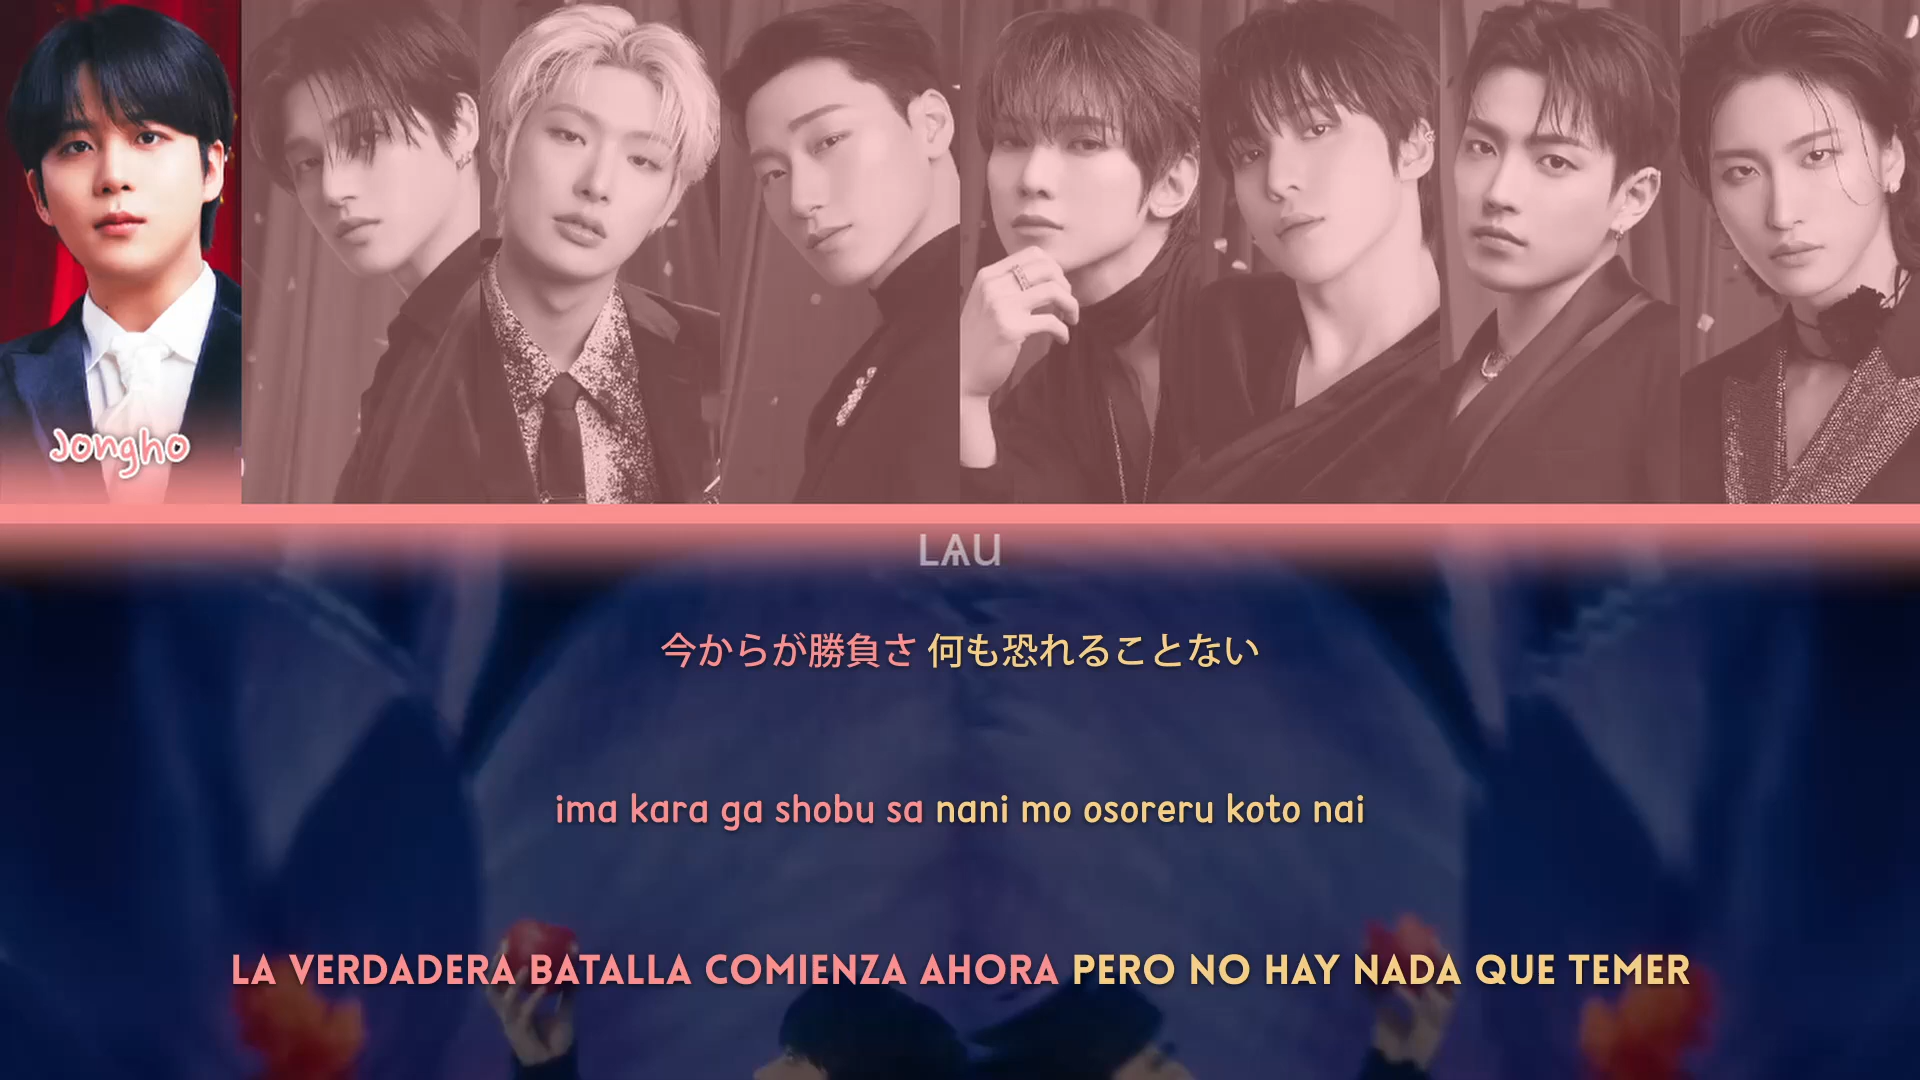 Jongho
LAU
今からが勝負さ 何も恐れることない
ima kara ga shobu sa nani mo osoreru koto nai
LA VERDADERA BATALLA COMIENZA AHORA PERO NO HAY NADA QUE TEMER